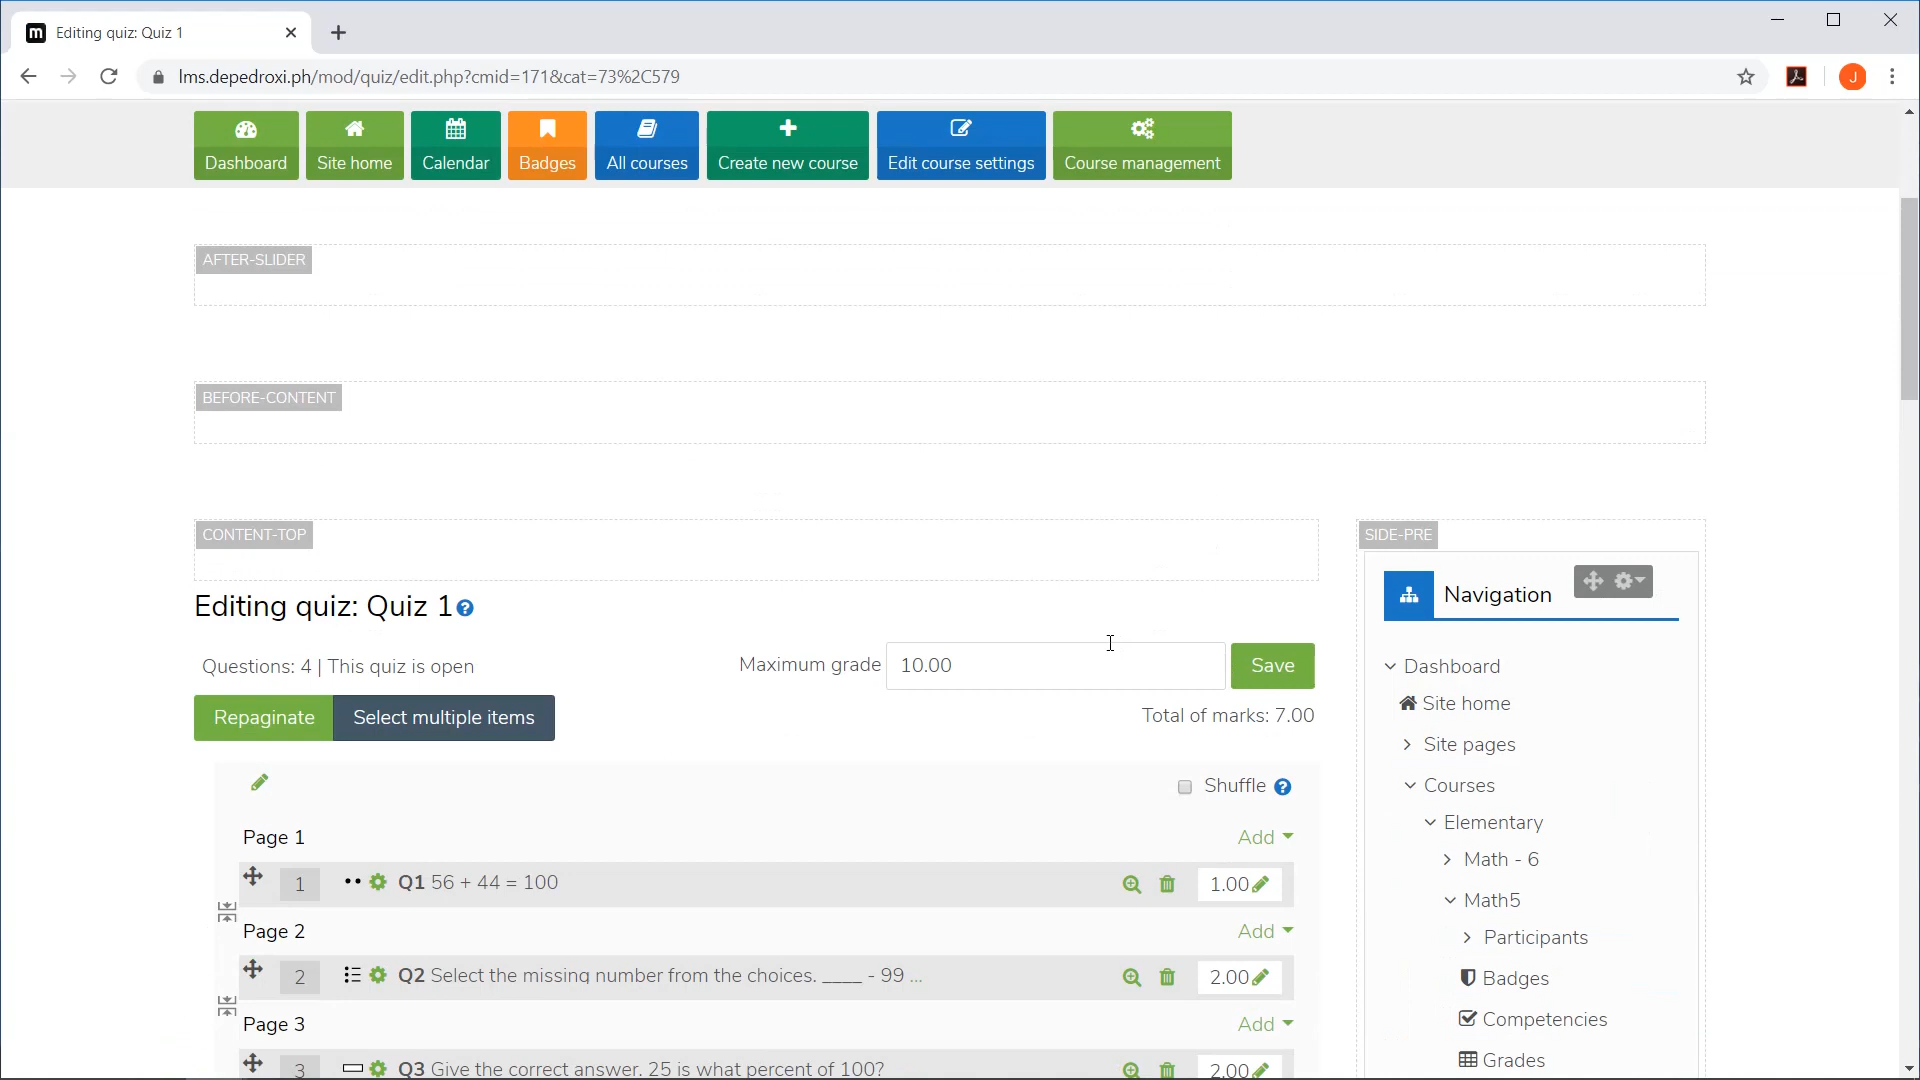 Editing quiz: Quiz 1
lms.depedroxi.ph/mod/quiz/edit.php?cmid=171&cat=73%2C579
J
Dashboard
Site home
Calendar
Badges
All courses
Create new course
Edit course settings
Course management
AFTER-SLIDER
BEFORE-CONTENT
CONTENT-TOP
SIDE-PRE
Editing quiz: Quiz 1
Questions: 4 | This quiz is open
Maximum grade 10.00 Save
Repaginate Select multiple items
Total of marks: 7.00
Shuffle
Page 1 Add
1 Q1 56 + 44 = 100 1.00
Page 2 Add
2 Q2 Select the missing number from the choices. ____ - 99 ... 2.00
Page 3 Add
3 Q3 Give the correct answer. 25 is what percent of 100? 2.00
Navigation
Dashboard
Site home
Site pages
Courses
Elementary
Math - 6
Math5
Participants
Badges
Competencies
Grades